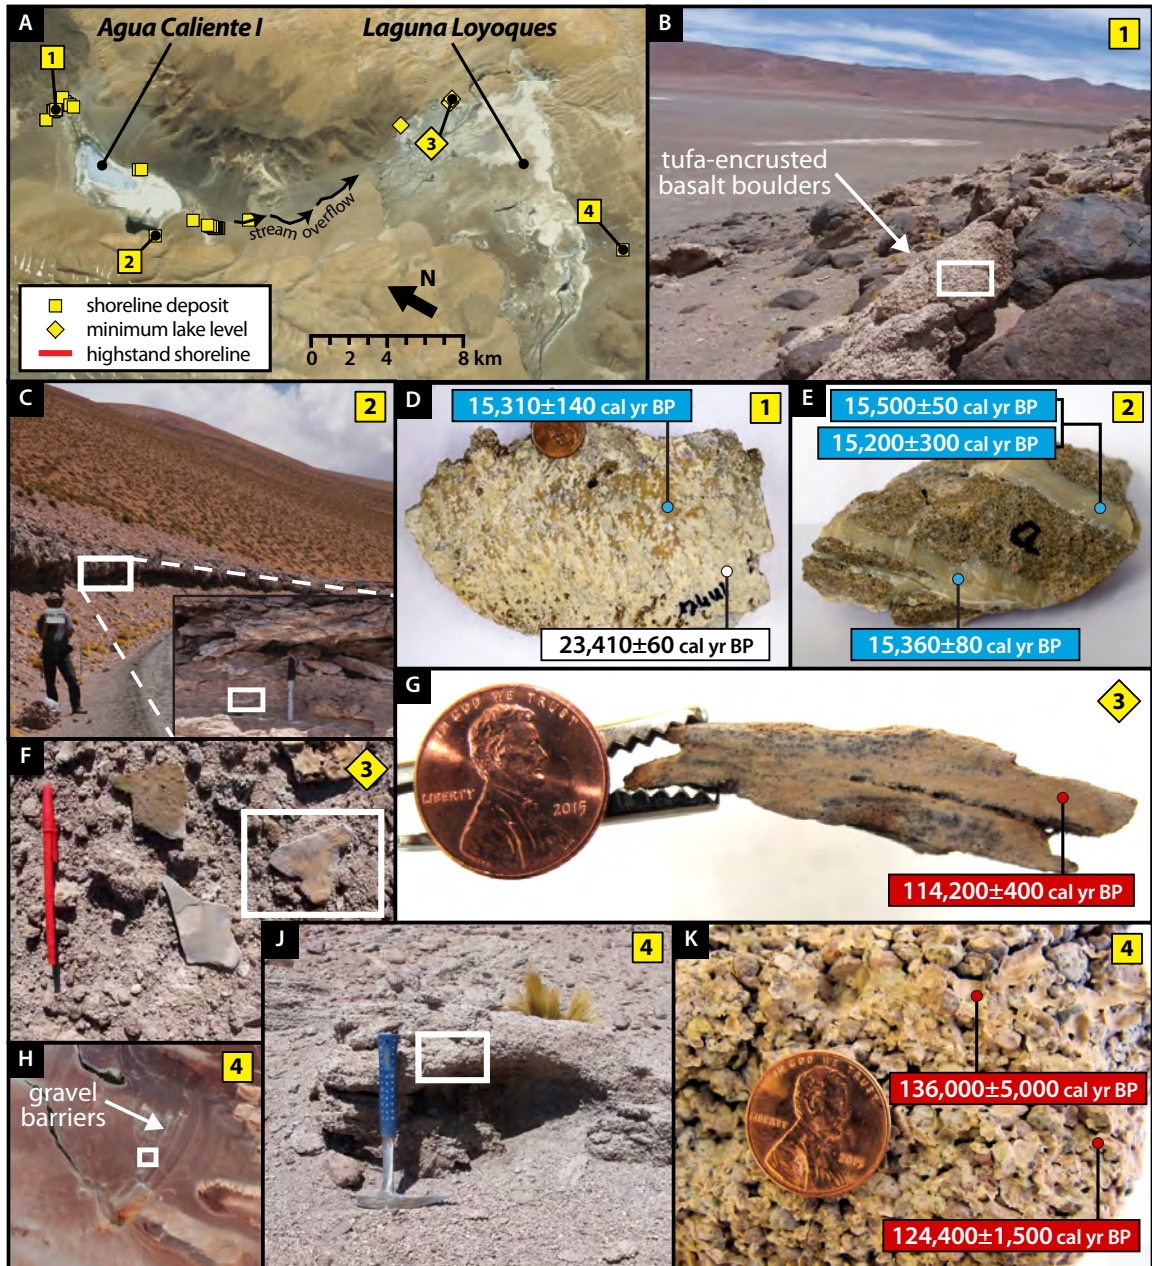 A
Agua Caliente I
Laguna Loyoques
1
2
3
4
stream overflow
N
shoreline deposit
minimum lake level
highstand shoreline
0 2 4 8 km
B
1
tufa-encrusted
basalt boulders
C
2
D
15,310±140 cal yr BP
1
23,410±60 cal yr BP
E
15,500±50 cal yr BP
2
15,200±300 cal yr BP
15,360±80 cal yr BP
F
3
G
3
IN GOD WE TRUST
LIBERTY
2015
114,200±400 cal yr BP
H
4
gravel
barriers
J
4
K
4
136,000±5,000 cal yr BP
2015
124,400±1,500 cal yr BP